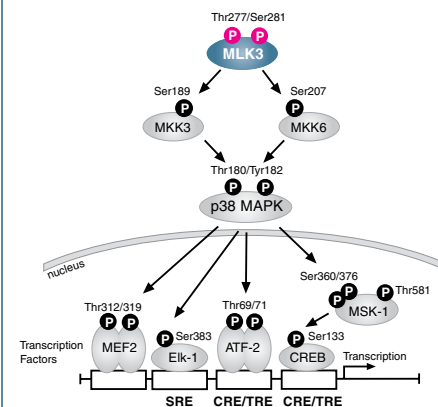 Thr277/Ser281
P P
MLK3
Ser189
Ser207
P
P
MKK3
MKK6
Thr180/Tyr182
P P
p38 MAPK
nucleus
Ser360/376
Thr312/319
Thr69/71
P P
Thr581
P P
P P
MSK-1
P Ser383
P Ser133
Transcription
Factors
MEF2
Elk-1
ATF-2
CREB
Transcription
SRE
CRE/TRE
CRE/TRE